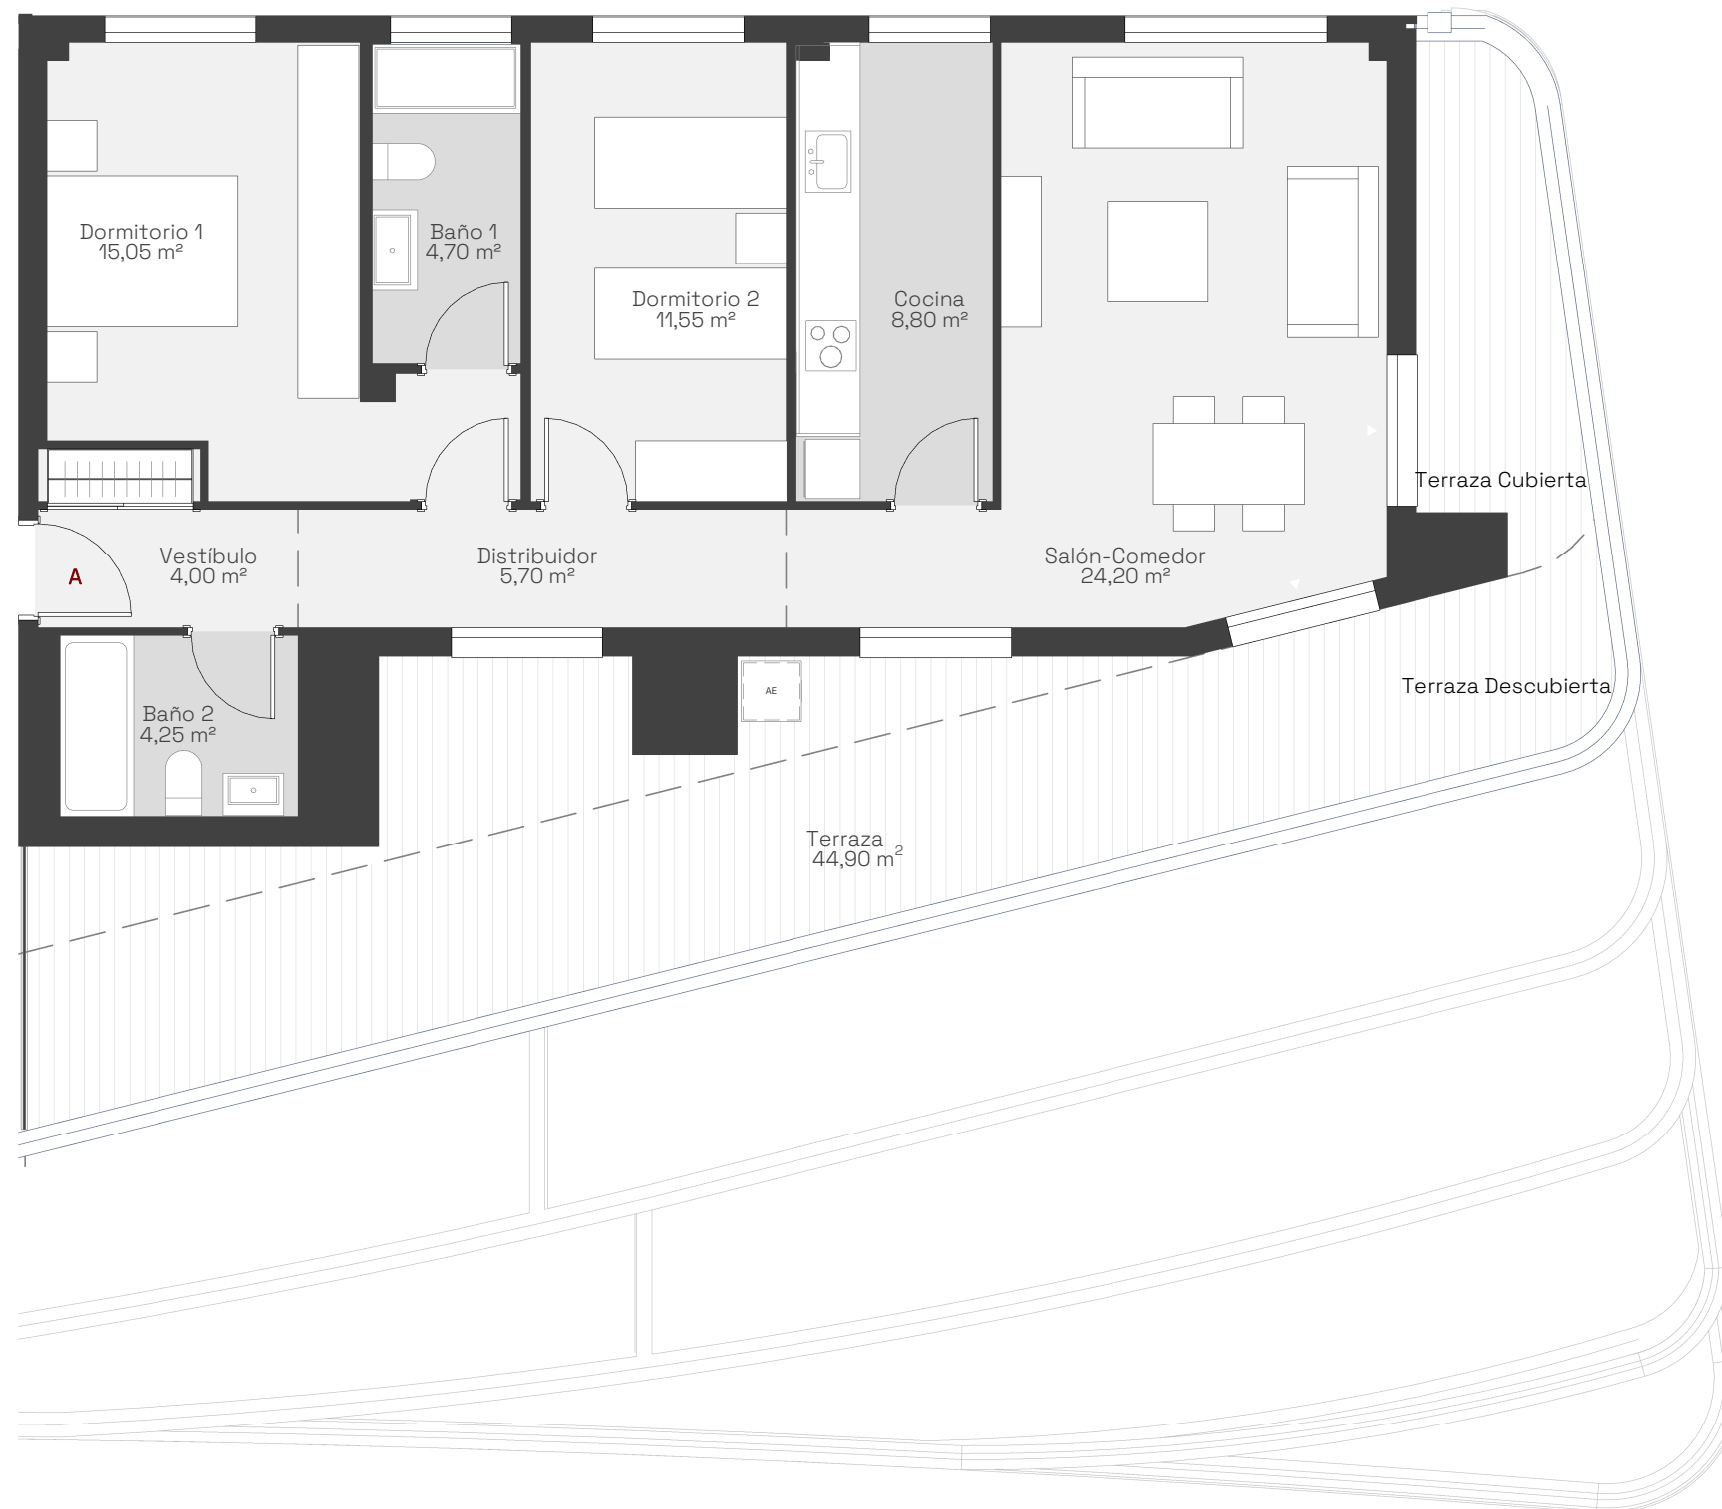 Dormitorio 1
15,05 m²
Baño 1
4,70 m²
Dormitorio 2
11,55 m²
Cocina
8,80 m²
Terraza Cubierta
Vestíbulo
4,00 m²
A
Distribuidor
5,70 m²
Salón-Comedor
24,20 m²
Terraza Descubierta
AE
Baño 2
4,25 m²
Terraza
44,90 m²